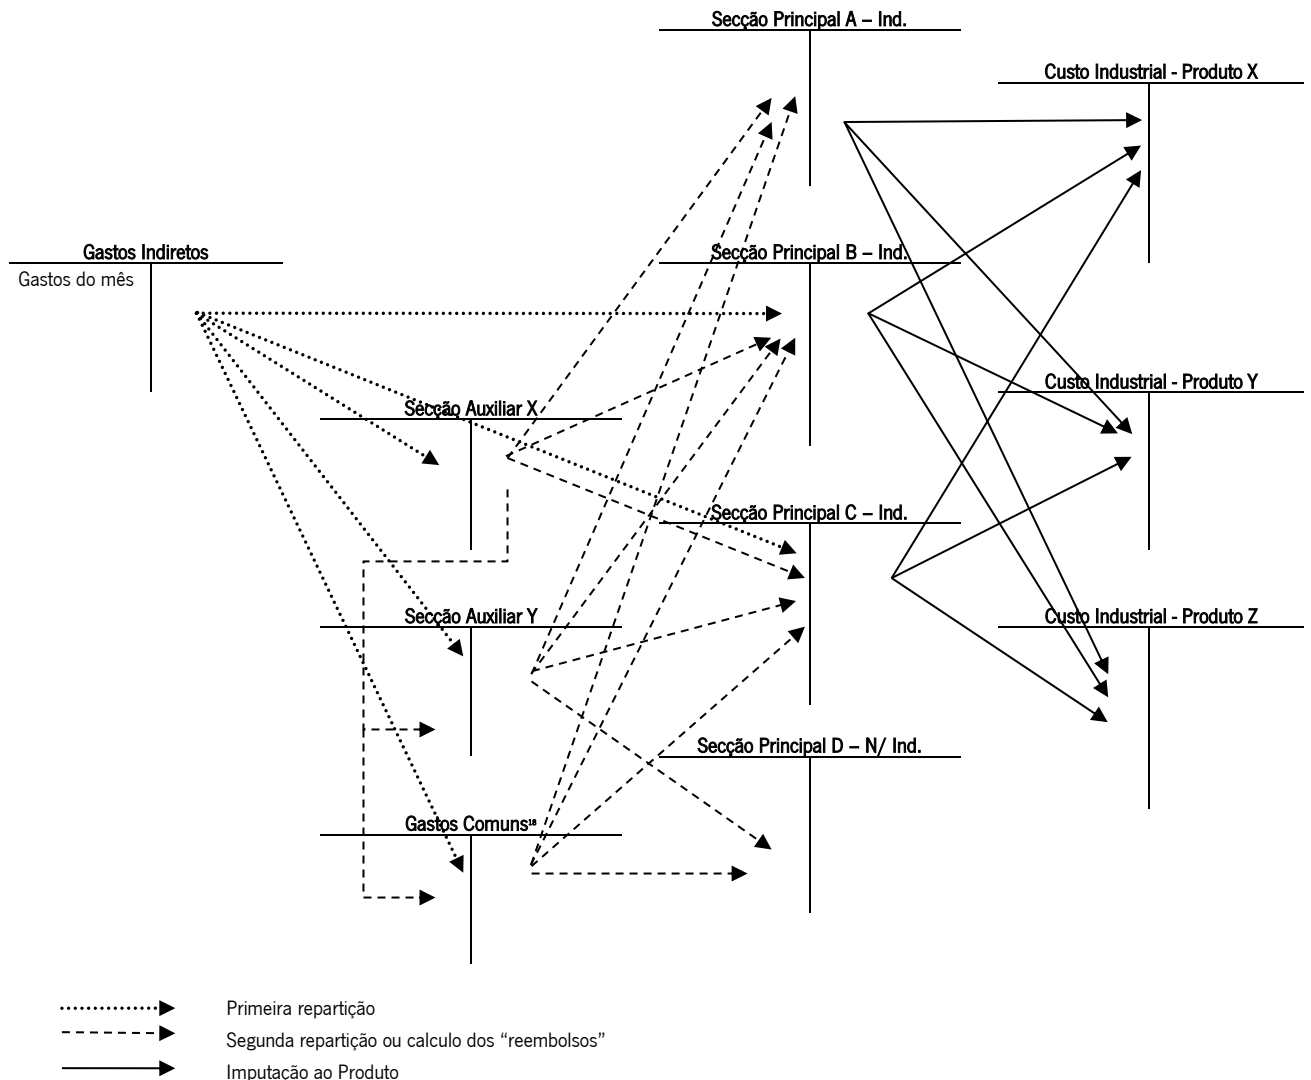 Secção Principal A – Ind.
Custo Industrial - Produto X
Gastos Indiretos
Gastos do mês
Secção Principal B – Ind.
Custo Industrial - Produto Y
Secção Auxiliar X
Secção Principal C – Ind.
Secção Auxiliar Y
Custo Industrial - Produto Z
Secção Principal D – N/ Ind.
Gastos Comuns¹⁸
Primeira repartição
Segunda repartição ou calculo dos “reembolsos”
Imputação ao Produto